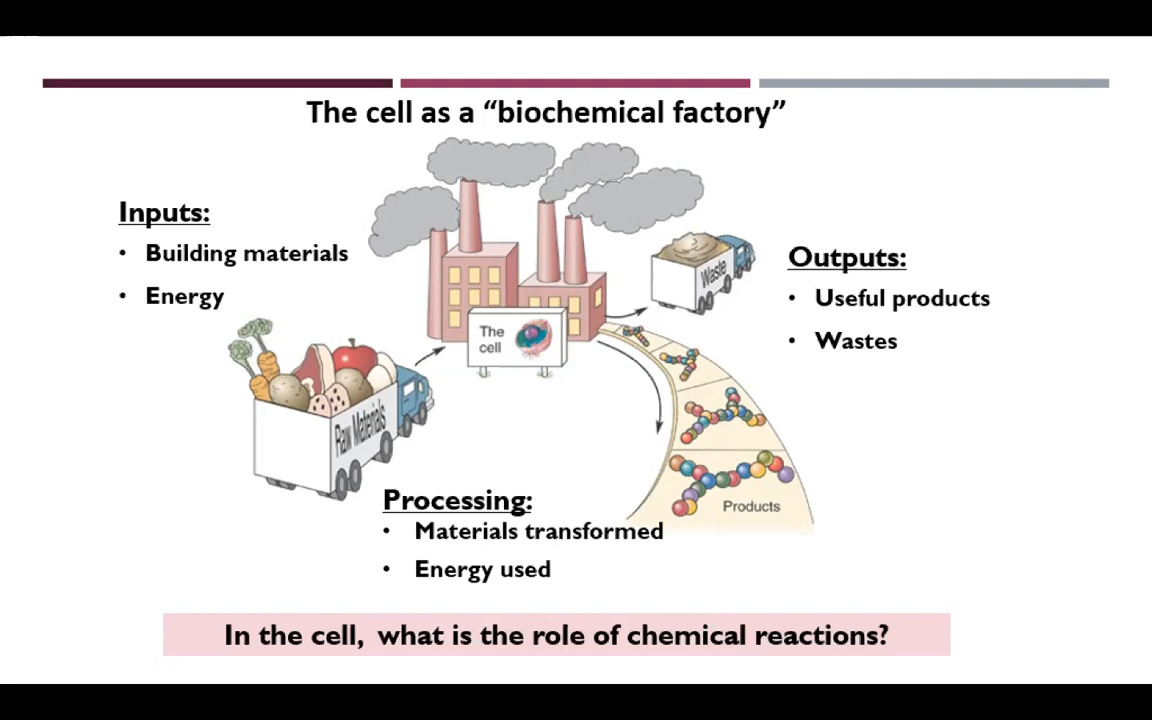 The cell as a “biochemical factory”
Inputs:
• Building materials
• Energy
The
cell
Waste
Outputs:
• Useful products
• Wastes
Raw Materials
Products
Processing:
• Materials transformed
• Energy used
In the cell, what is the role of chemical reactions?